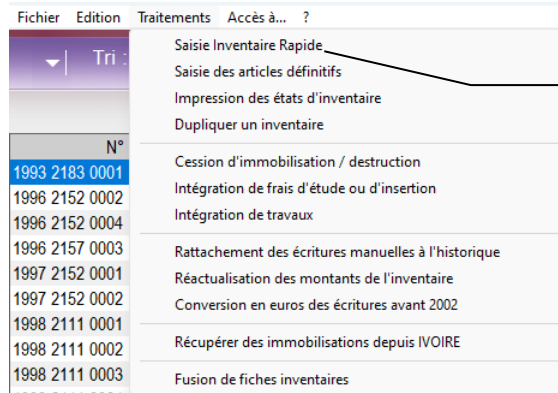 Fichier Edition Traitements Accès à... ?
Tri :
Saisie Inventaire Rapide
Saisie des articles définitifs
Impression des états d'inventaire
Dupliquer un inventaire
Cession d'immobilisation / destruction
Intégration de frais d'étude ou d'insertion
Intégration de travaux
Rattachement des écritures manuelles à l'historique
Réactualisation des montants de l'inventaire
Conversion en euros des écritures avant 2002
Récupérer des immobilisations depuis IVOIRE
Fusion de fiches inventaires
N°
1993 2183 0001
1996 2152 0002
1996 2152 0004
1996 2157 0003
1997 2152 0001
1997 2152 0002
1998 2111 0001
1998 2111 0002
1998 2111 0003